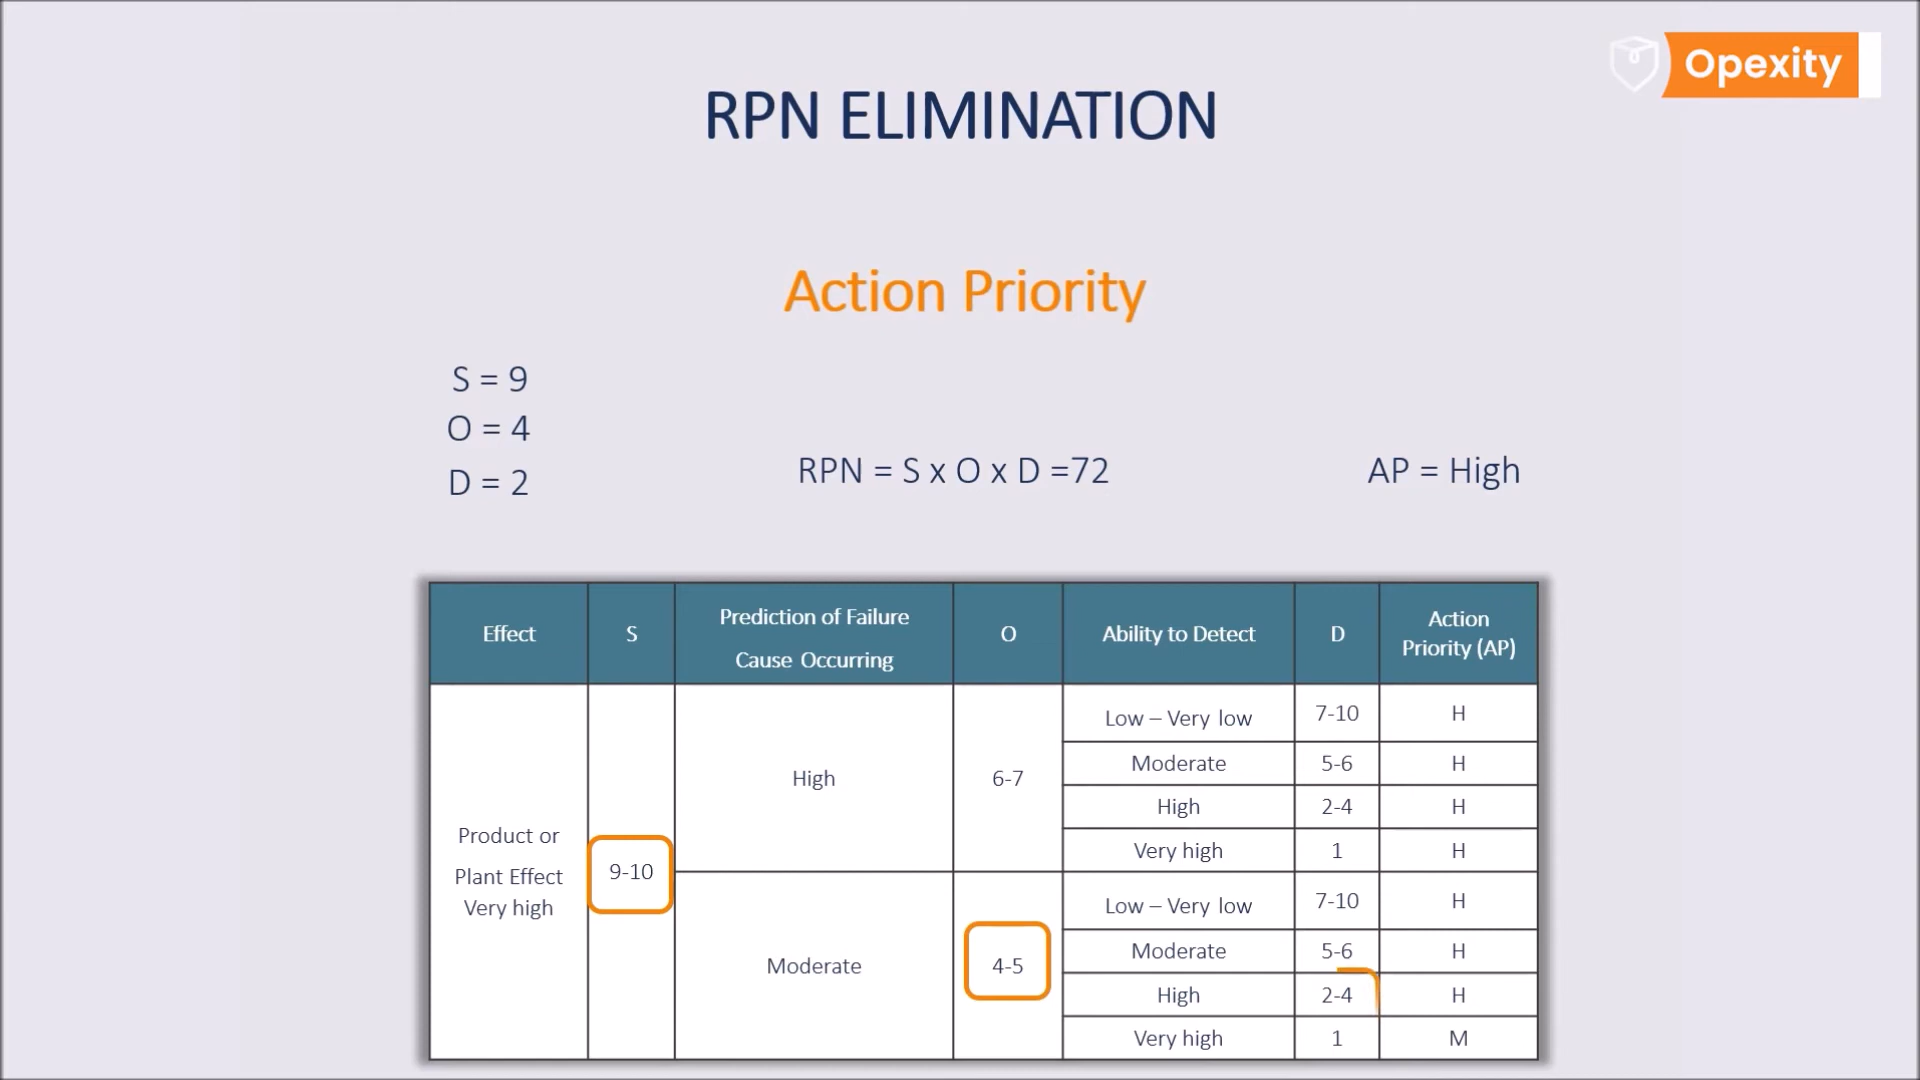 Opexity
RPN ELIMINATION
Action Priority
S = 9
O = 4
D = 2
RPN = S x O x D =72
AP = High
Effect
S
Prediction of Failure
Cause Occurring
O
Ability to Detect
D
Action
Priority (AP)
Product or
Plant Effect
Very high
9-10
High
6-7
Low – Very low
7-10
H
Moderate
5-6
H
High
2-4
H
Very high
1
H
Moderate
4-5
Low – Very low
7-10
H
Moderate
5-6
H
High
2-4
H
Very high
1
M